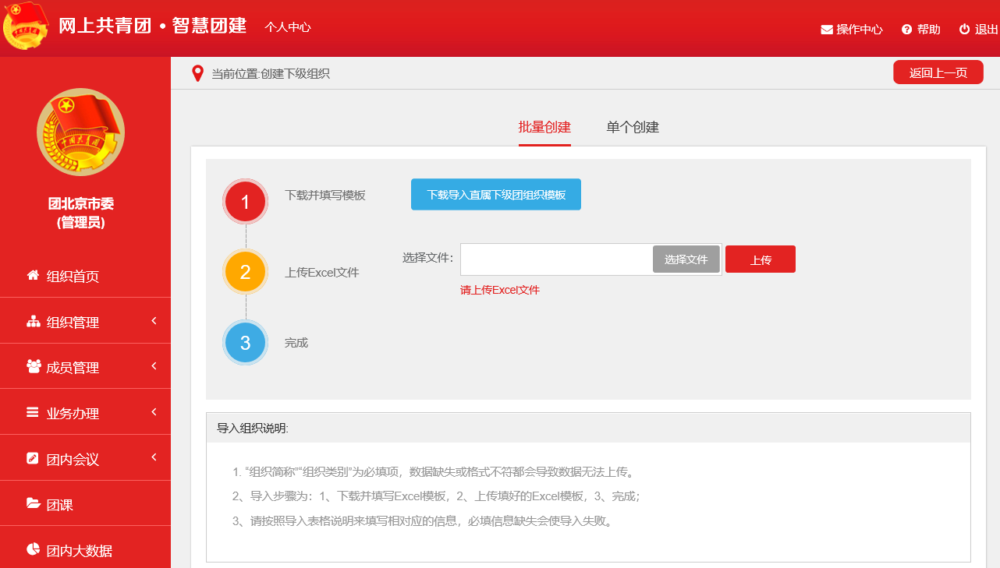 网上共青团·智慧团建
个人中心
操作中心
帮助
退出
中国共青团
团北京市委
(管理员)
组织首页
组织管理
成员管理
业务办理
团内会议
团课
团内大数据
当前位置:创建下级组织
返回上一页
批量创建
单个创建
1
下载并填写模板
下载导入直属下级团组织模板
2
上传Excel文件
选择文件：
选择文件
上传
请上传Excel文件
3
完成
导入组织说明:
1. “组织简称”“组织类别”为必填项，数据缺失或格式不符都会导致数据无法上传。
2、导入步骤为：1、下载并填写Excel模板，2、上传填好的Excel模板，3、完成；
3、请按照导入表格说明来填写相对应的信息，必填信息缺失会使导入失败。